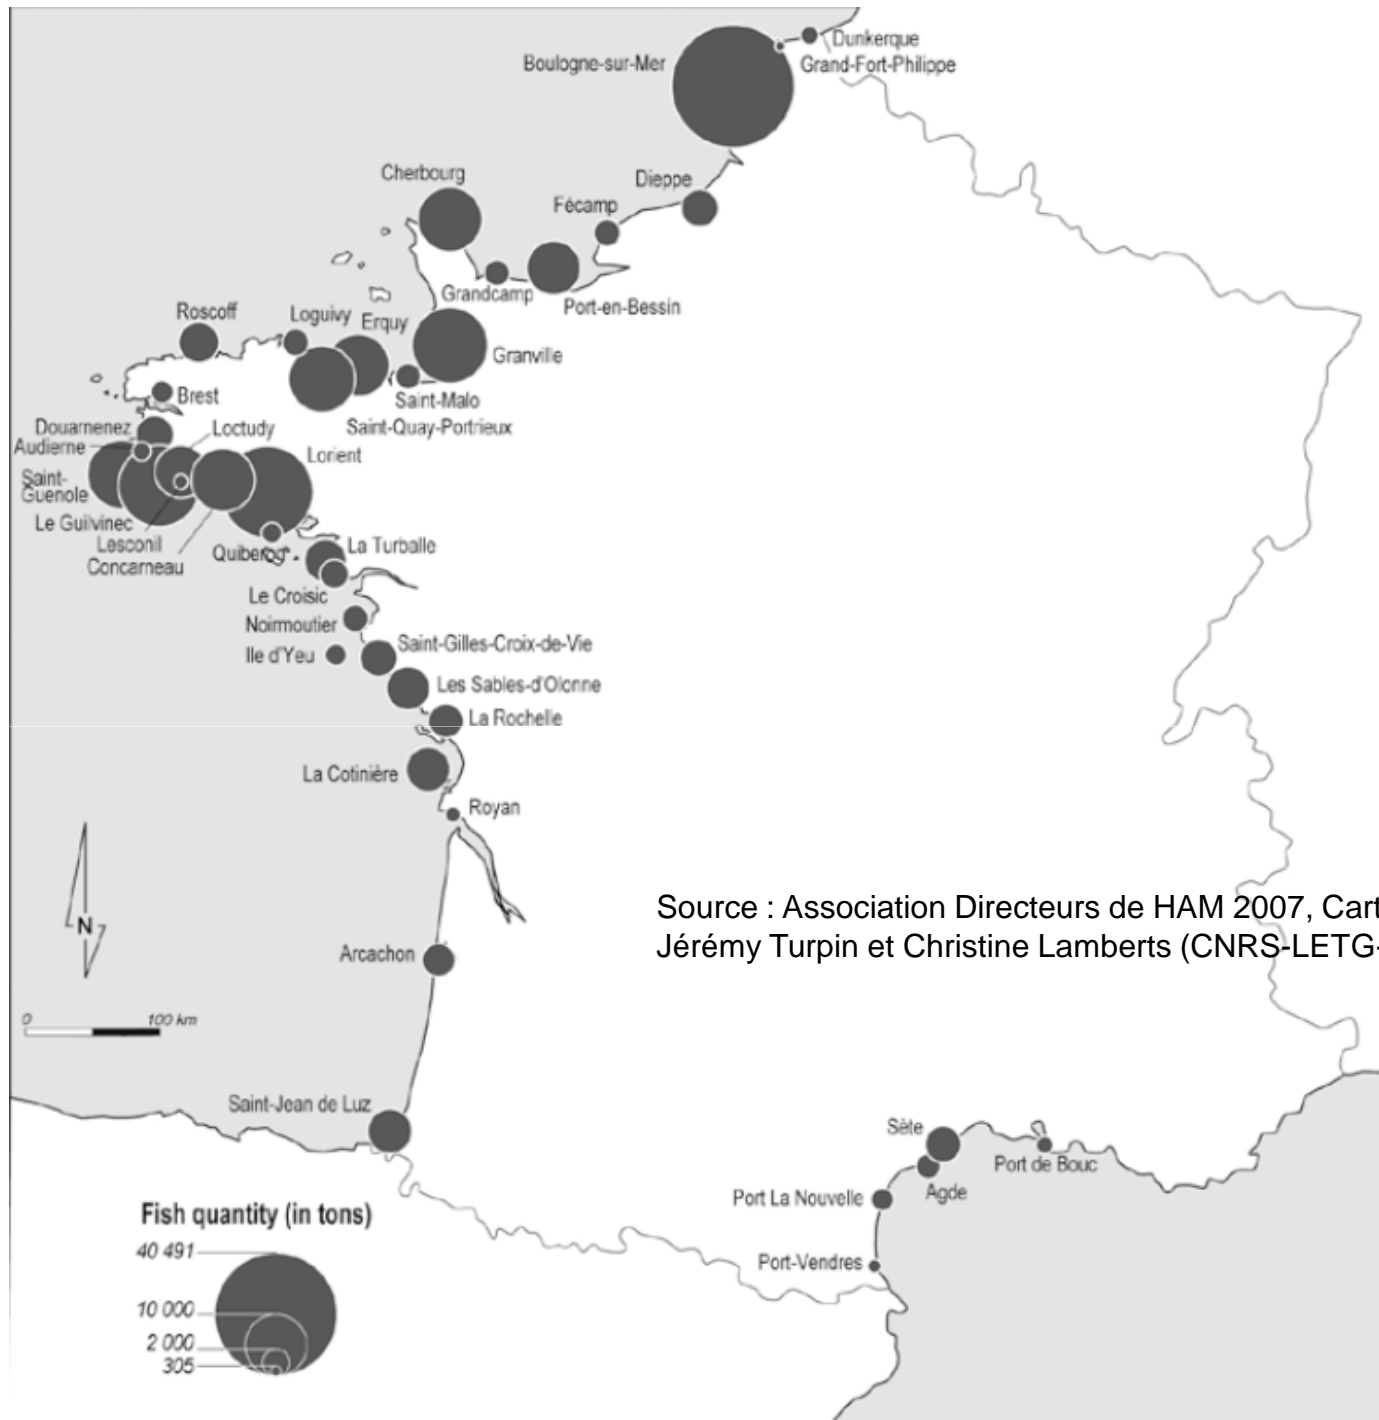 Dunkerque
Boulogne-sur-Mer
Grand-Fort-Philippe
Cherbourg
Dieppe
Fécamp
Grandcamp
Port-en-Bessin
Roscoff
Loguivy
Erquy
Granville
Brest
Saint-Malo
Saint-Quay-Portrieux
Douarnenez
Loctudy
Audierne
Lorient
Saint-
Guenole
Le Guilvinec
Lesconil
Concarneau
Quiberon
La Turballe
Le Croisic
Noirmoutier
Saint-Gilles-Croix-de-Vie
Ile d'Yeu
Les Sables-d'Olonne
La Rochelle
La Cotinière
Royan
Source : Association Directeurs de HAM 2007, Cart
Jérémy Turpin et Christine Lamberts (CNRS-LETG-
N
Arcachon
0 100 km
Saint-Jean de Luz
Sète
Port de Bouc
Agde
Port La Nouvelle
Port-Vendres
Fish quantity (in tons)
40 491
10 000
2 000
305